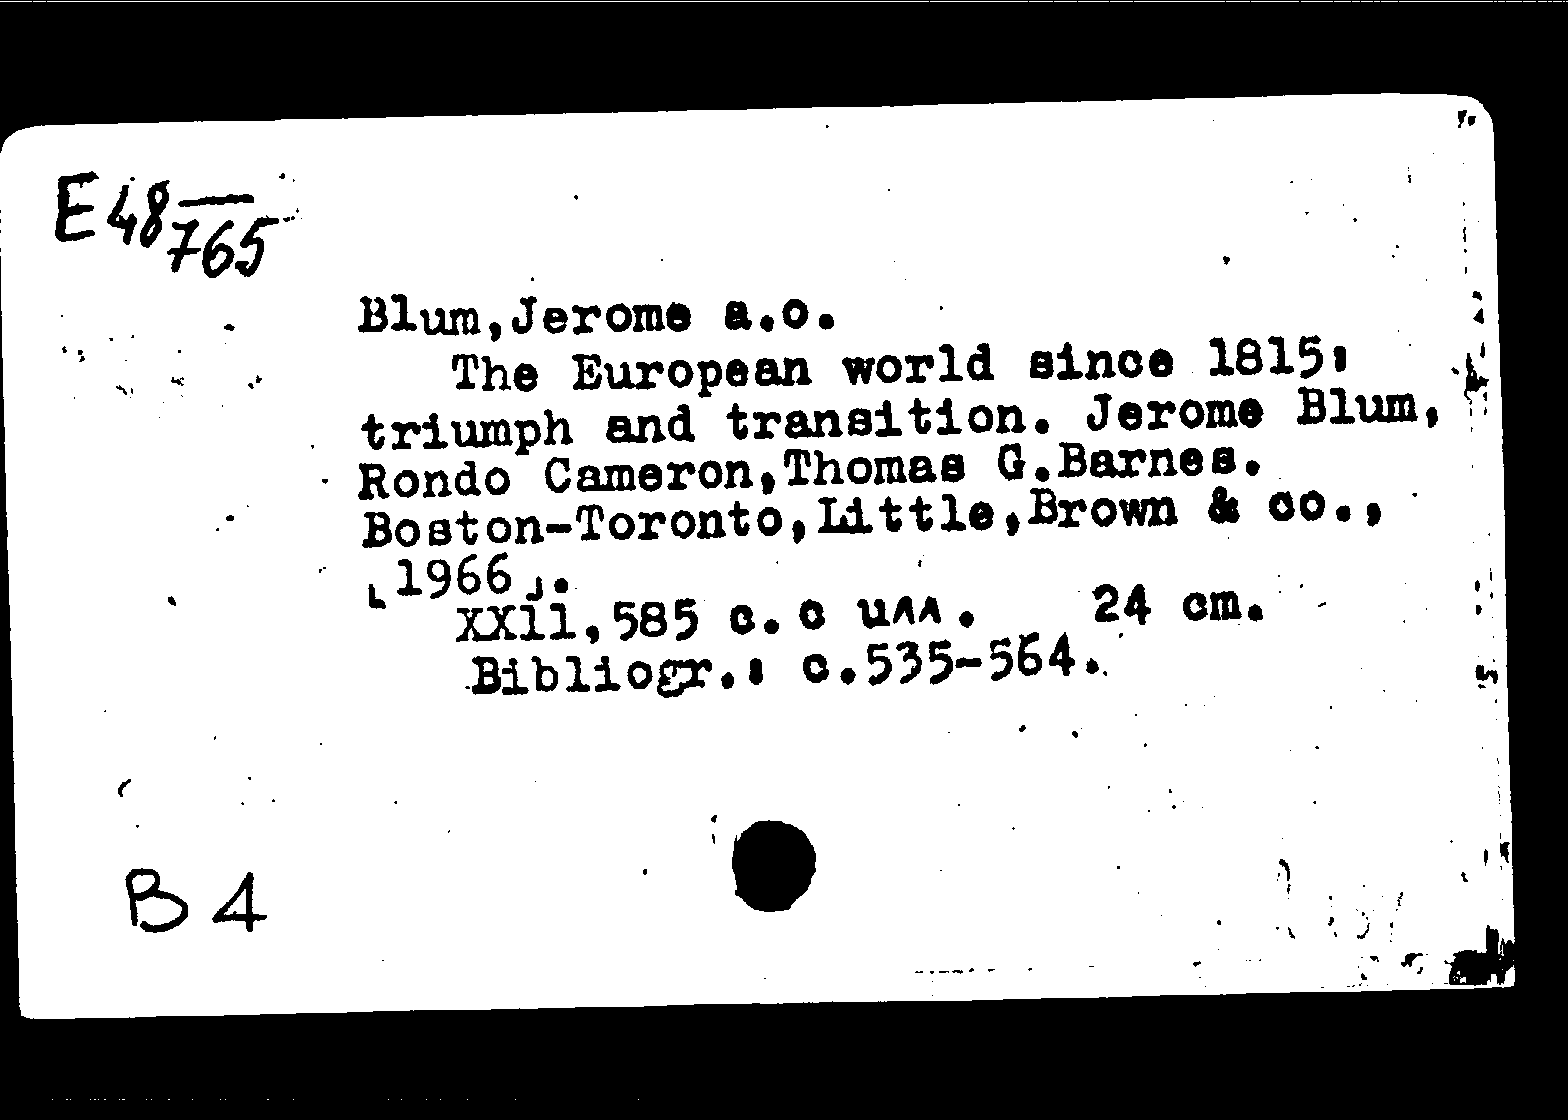 E48—
765
Blum,Jerome a.o.
The European world since 1815:
triumph and transition. Jerome Blum,
Rondo Cameron,Thomas G.Barnes.
Boston-Toronto,Little,Brown & co.,
[1966].
XXii,585 с. с илл. 24 cm.
Bibliogr.: c.535-564.
B 4